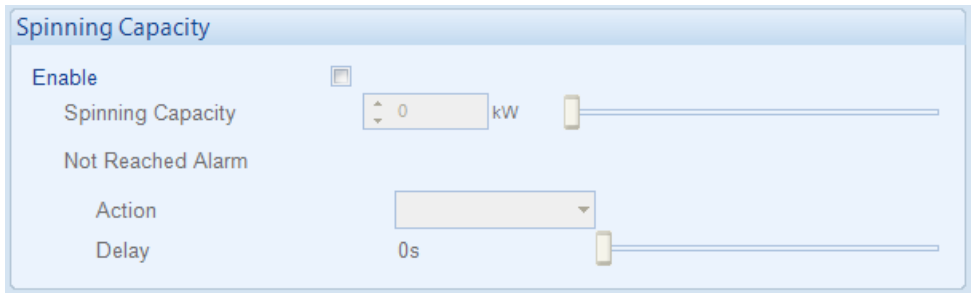 Spinning Capacity
Enable
Spinning Capacity 0 kW
Not Reached Alarm
Action
Delay 0s